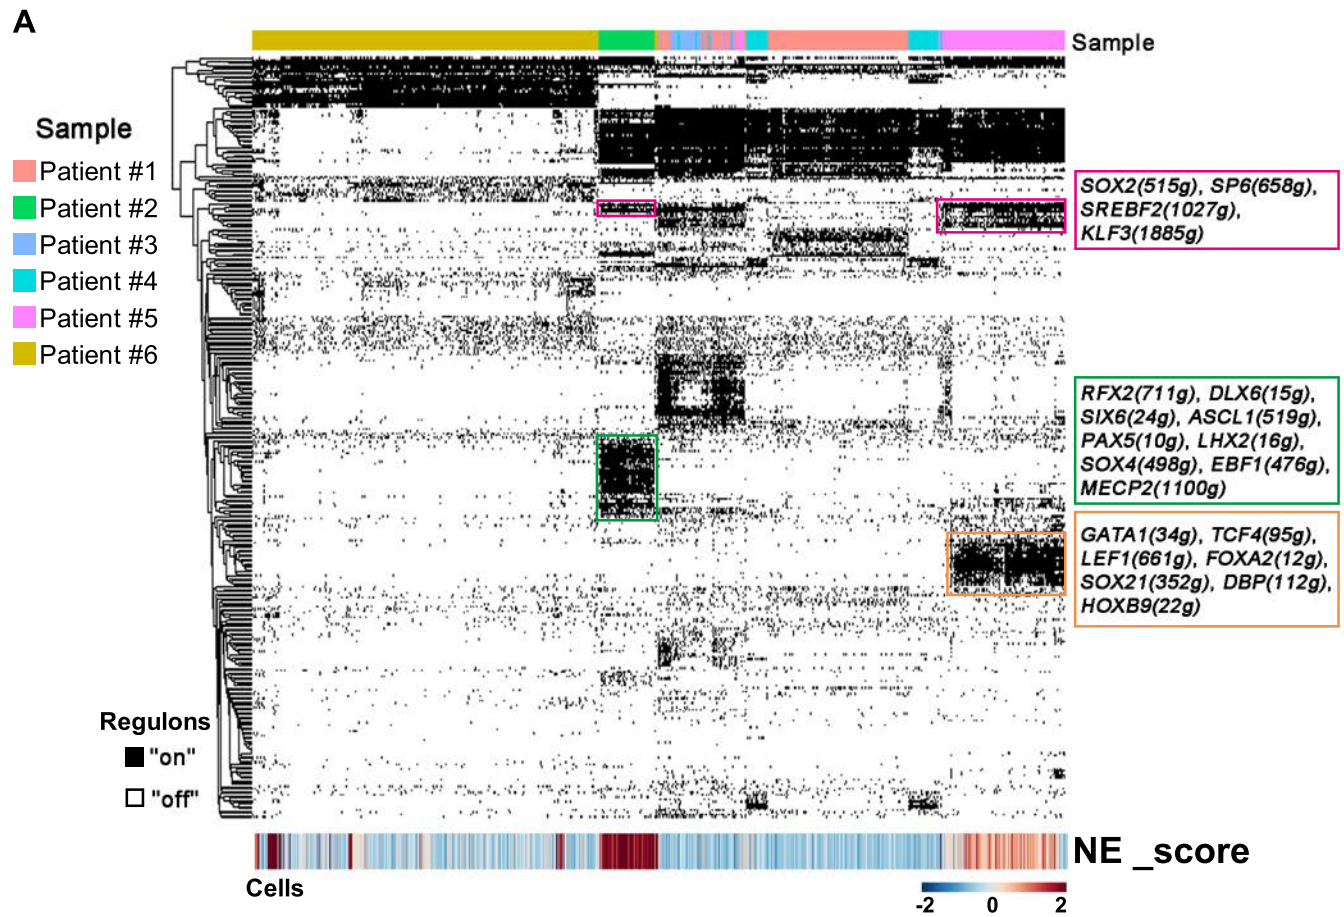 A
Sample
Sample
Patient #1
Patient #2
Patient #3
Patient #4
Patient #5
Patient #6
SOX2(515g), SP6(658g),
SREBF2(1027g),
KLF3(1885g)
RFX2(711g), DLX6(15g),
SIX6(24g), ASCL1(519g),
PAX5(10g), LHX2(16g),
SOX4(498g), EBF1(476g),
MECP2(1100g)
GATA1(34g), TCF4(95g),
LEF1(661g), FOXA2(12g),
SOX21(352g), DBP(112g),
HOXB9(22g)
Regulons
"on"
"off"
NE _score
Cells
-2 0 2